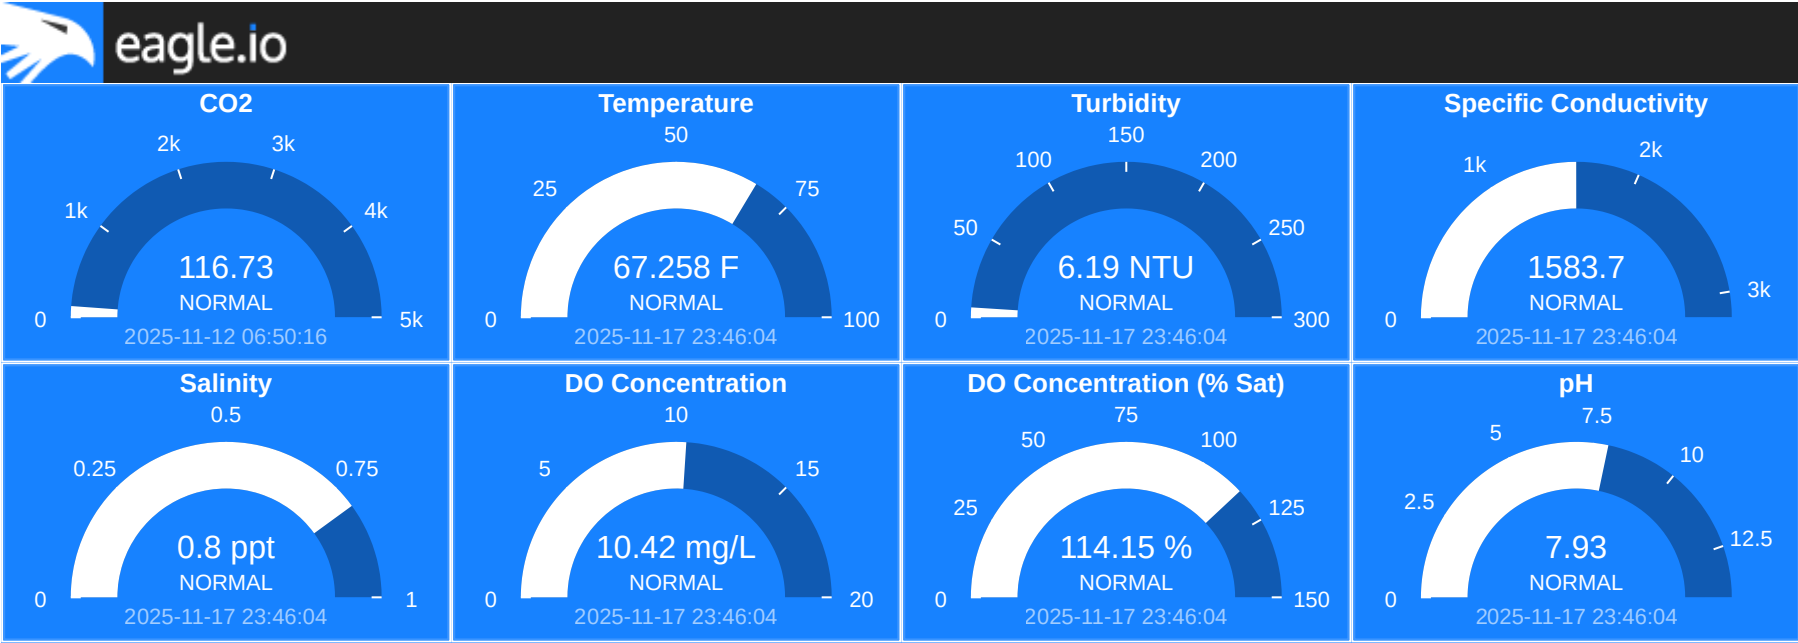 eagle.io
CO2
2k 3k
1k 4k
116.73
NORMAL
0 5k
2025-11-12 06:50:16
Temperature
50
25 75
67.258 F
NORMAL
0 100
2025-11-17 23:46:04
Turbidity
150
100 200
50 250
6.19 NTU
NORMAL
0 300
2025-11-17 23:46:04
Specific Conductivity
1k 2k
1583.7
3k
NORMAL
0
2025-11-17 23:46:04
Salinity
0.5
0.25 0.75
0.8 ppt
NORMAL
0 1
2025-11-17 23:46:04
DO Concentration
10
5 15
10.42 mg/L
NORMAL
0 20
2025-11-17 23:46:04
DO Concentration (% Sat)
75
50 100
25 125
114.15 %
NORMAL
0 150
2025-11-17 23:46:04
pH
7.5
5 10
2.5 12.5
7.93
NORMAL
0
2025-11-17 23:46:04